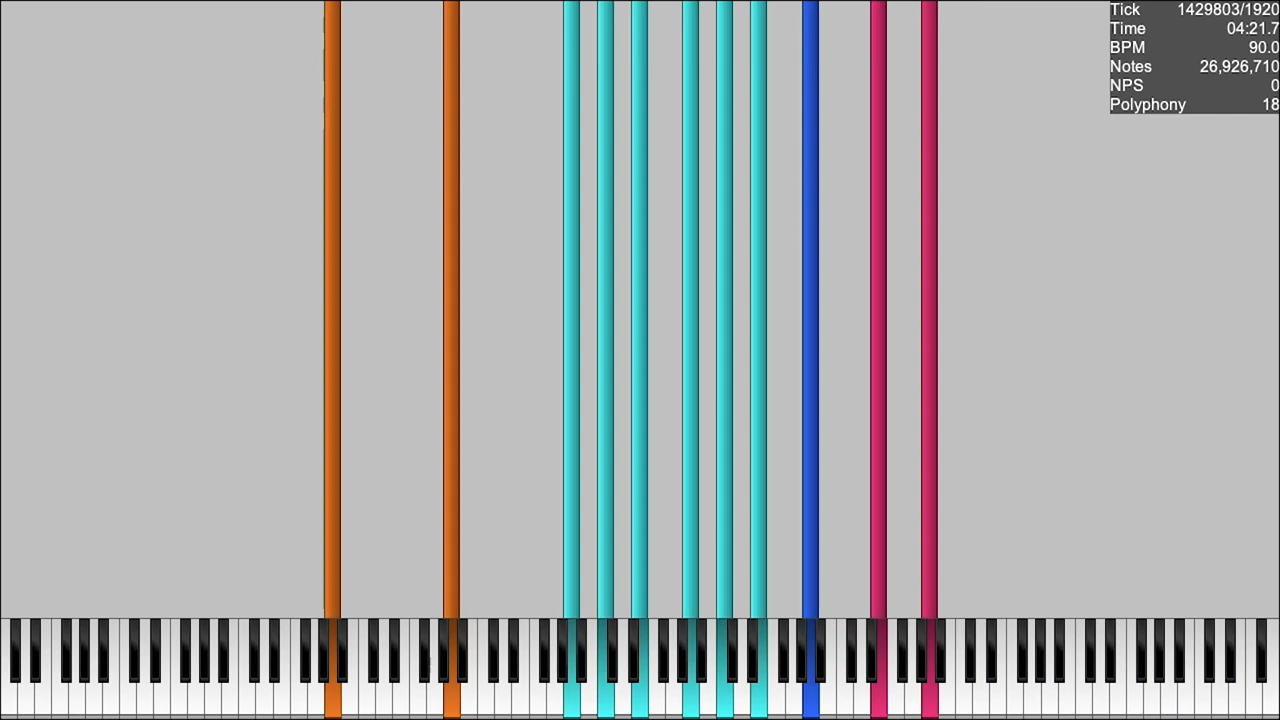 Tick 1429803/1920
Time 04:21.7
BPM 90.0
Notes 26,926,710
NPS 0
Polyphony 18